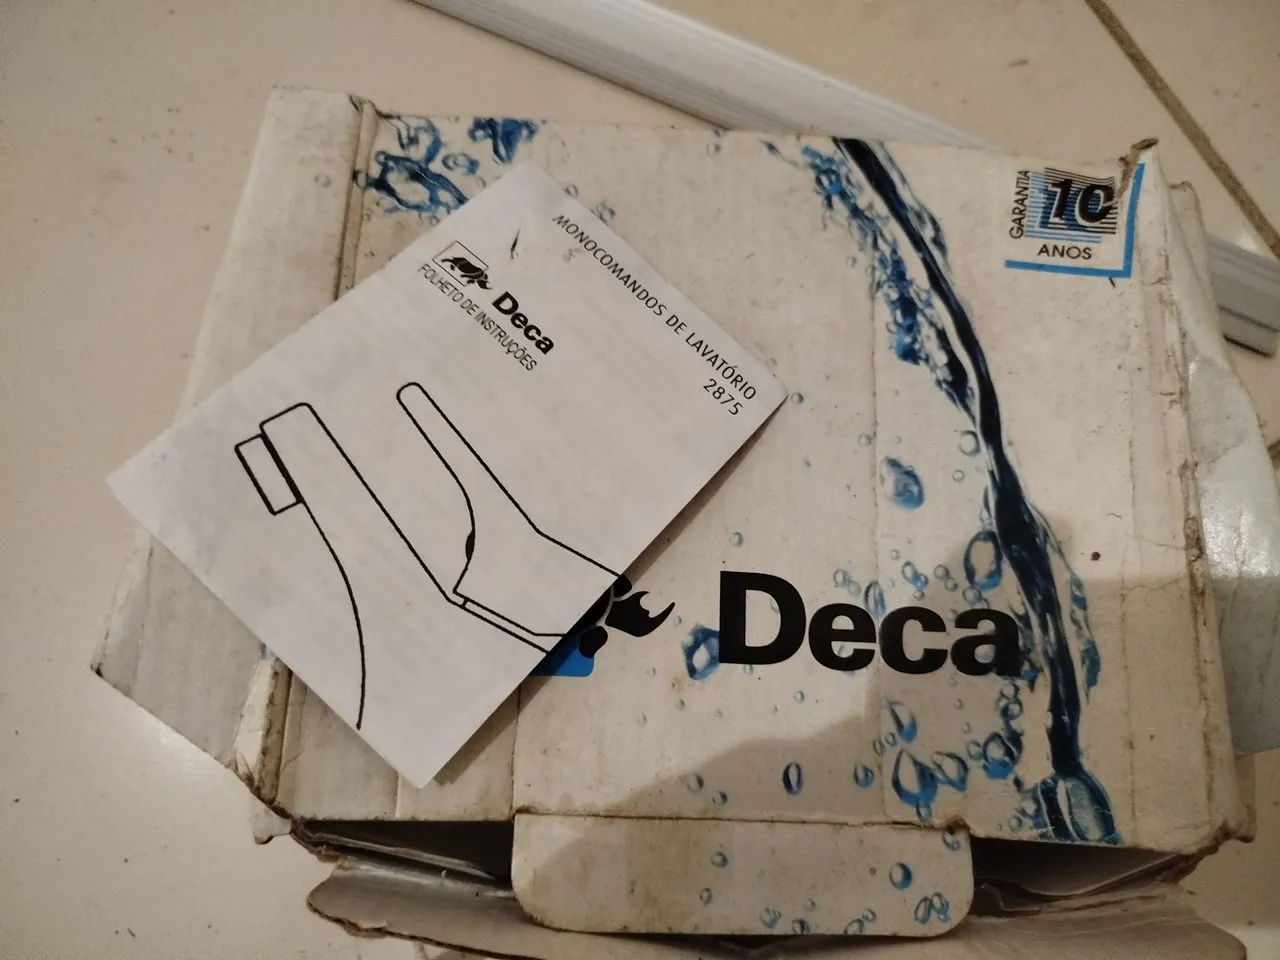 MONOCOMANDOS DE LAVATÓRIO
2875
Deca
FOLHETO DE INSTRUÇÕES
GARANTIA
10
ANOS
Deca